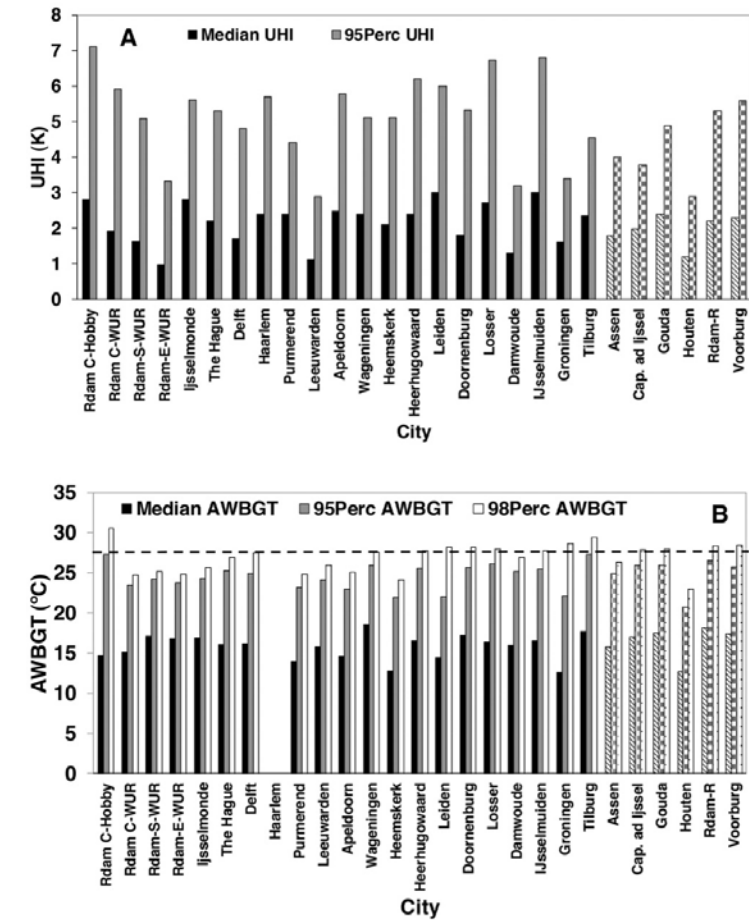 8
7
6
5
4
3
2
1
0
UHI (K)
A
Median UHI 95Perc UHI
Rdam C-Hobby
Rdam C-WUR
Rdam-S-WUR
Rdam-E-WUR
Ijsselmonde
The Hague
Delft
Haarlem
Purmerend
Leeuwarden
Apeldoorn
Wageningen
Heemskerk
Heerhugowaard
Leiden
Doornenburg
Losser
Damwoude
IJsselmuiden
Groningen
Tilburg
Assen
Cap. ad Ijssel
Gouda
Houten
Rdam-R
Voorburg
City
35
30
25
20
15
10
5
0
AWBGT (°C)
Median AWBGT 95Perc AWBGT 98Perc AWBGT
B
Rdam C-Hobby
Rdam C-WUR
Rdam-S-WUR
Rdam-E-WUR
Ijsselmonde
The Hague
Delft
Haarlem
Purmerend
Leeuwarden
Apeldoorn
Wageningen
Heemskerk
Heerhugowaard
Leiden
Doornenburg
Losser
Damwoude
IJsselmuiden
Groningen
Tilburg
Assen
Cap. ad Ijssel
Gouda
Houten
Rdam-R
Voorburg
City